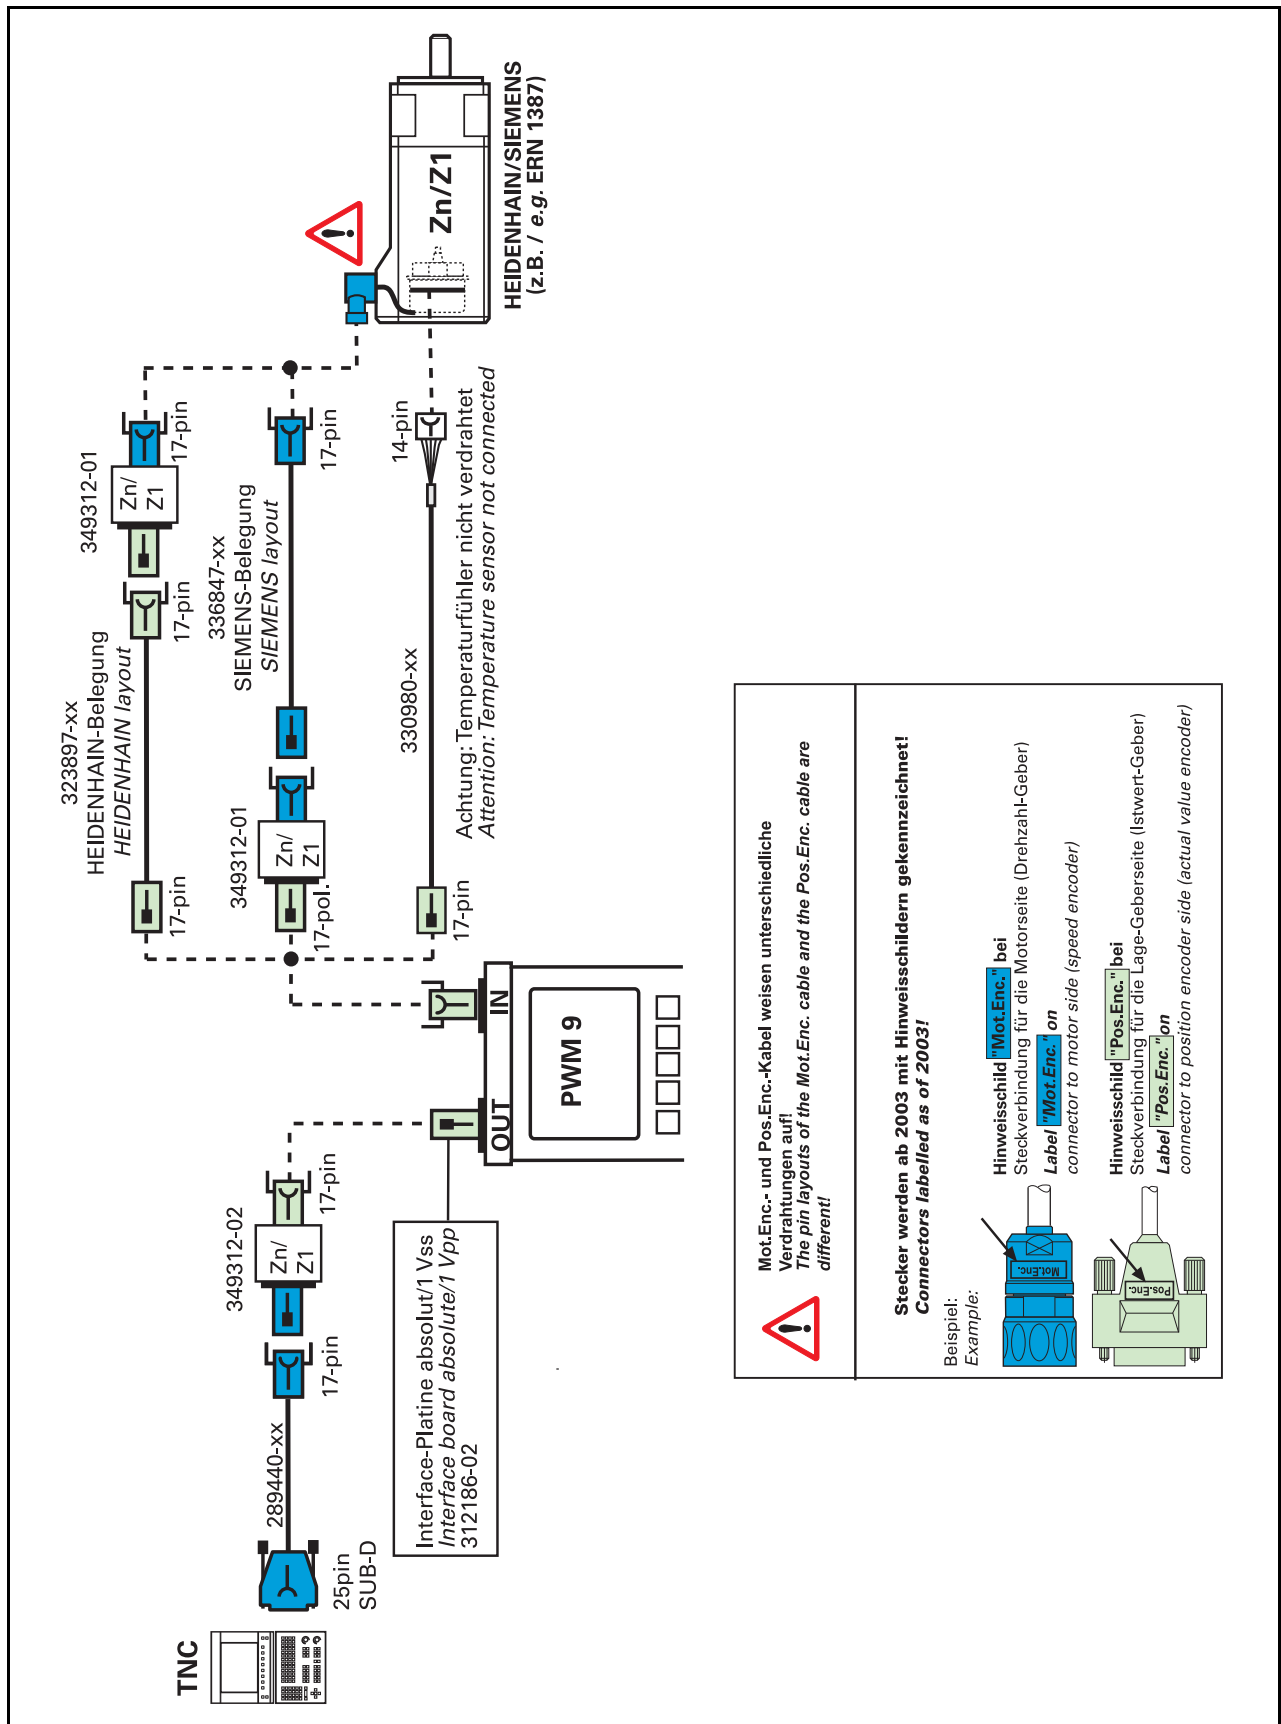 TNC
25pin
SUB-D
289440-xx
17-pin
349312-02
Zn/
Z1
17-pin
Interface-Platine absolut/1 Vss
Interface board absolute/1 Vpp
312186-02
OUT
IN
PWM 9
323897-xx
HEIDENHAIN-Belegung
HEIDENHAIN layout
17-pin
17-pin
349312-01
Zn/
Z1
17-pin
349312-01
Zn/
Z1
17-pol.
336847-xx
SIEMENS-Belegung
SIEMENS layout
17-pin
330980-xx
17-pin
14-pin
Achtung: Temperaturfühler nicht verdrahtet
Attention: Temperature sensor not connected
Zn/Z1
HEIDENHAIN/SIEMENS
(z.B. / e.g. ERN 1387)
Mot.Enc.- und Pos.Enc.-Kabel weisen unterschiedliche
Verdrahtungen auf!
The pin layouts of the Mot.Enc. cable and the Pos.Enc. cable are
different!
Stecker werden ab 2003 mit Hinweisschildern gekennzeichnet!
Connectors labelled as of 2003!
Beispiel:
Example:
Mot.Enc.
Hinweisschild "Mot.Enc." bei
Steckverbindung für die Motorseite (Drehzahl-Geber)
Label "Mot.Enc." on
connector to motor side (speed encoder)
Pos.Enc.
Hinweisschild "Pos.Enc." bei
Steckverbindung für die Lage-Geberseite (Istwert-Geber)
Label "Pos.Enc." on
connector to position encoder side (actual value encoder)